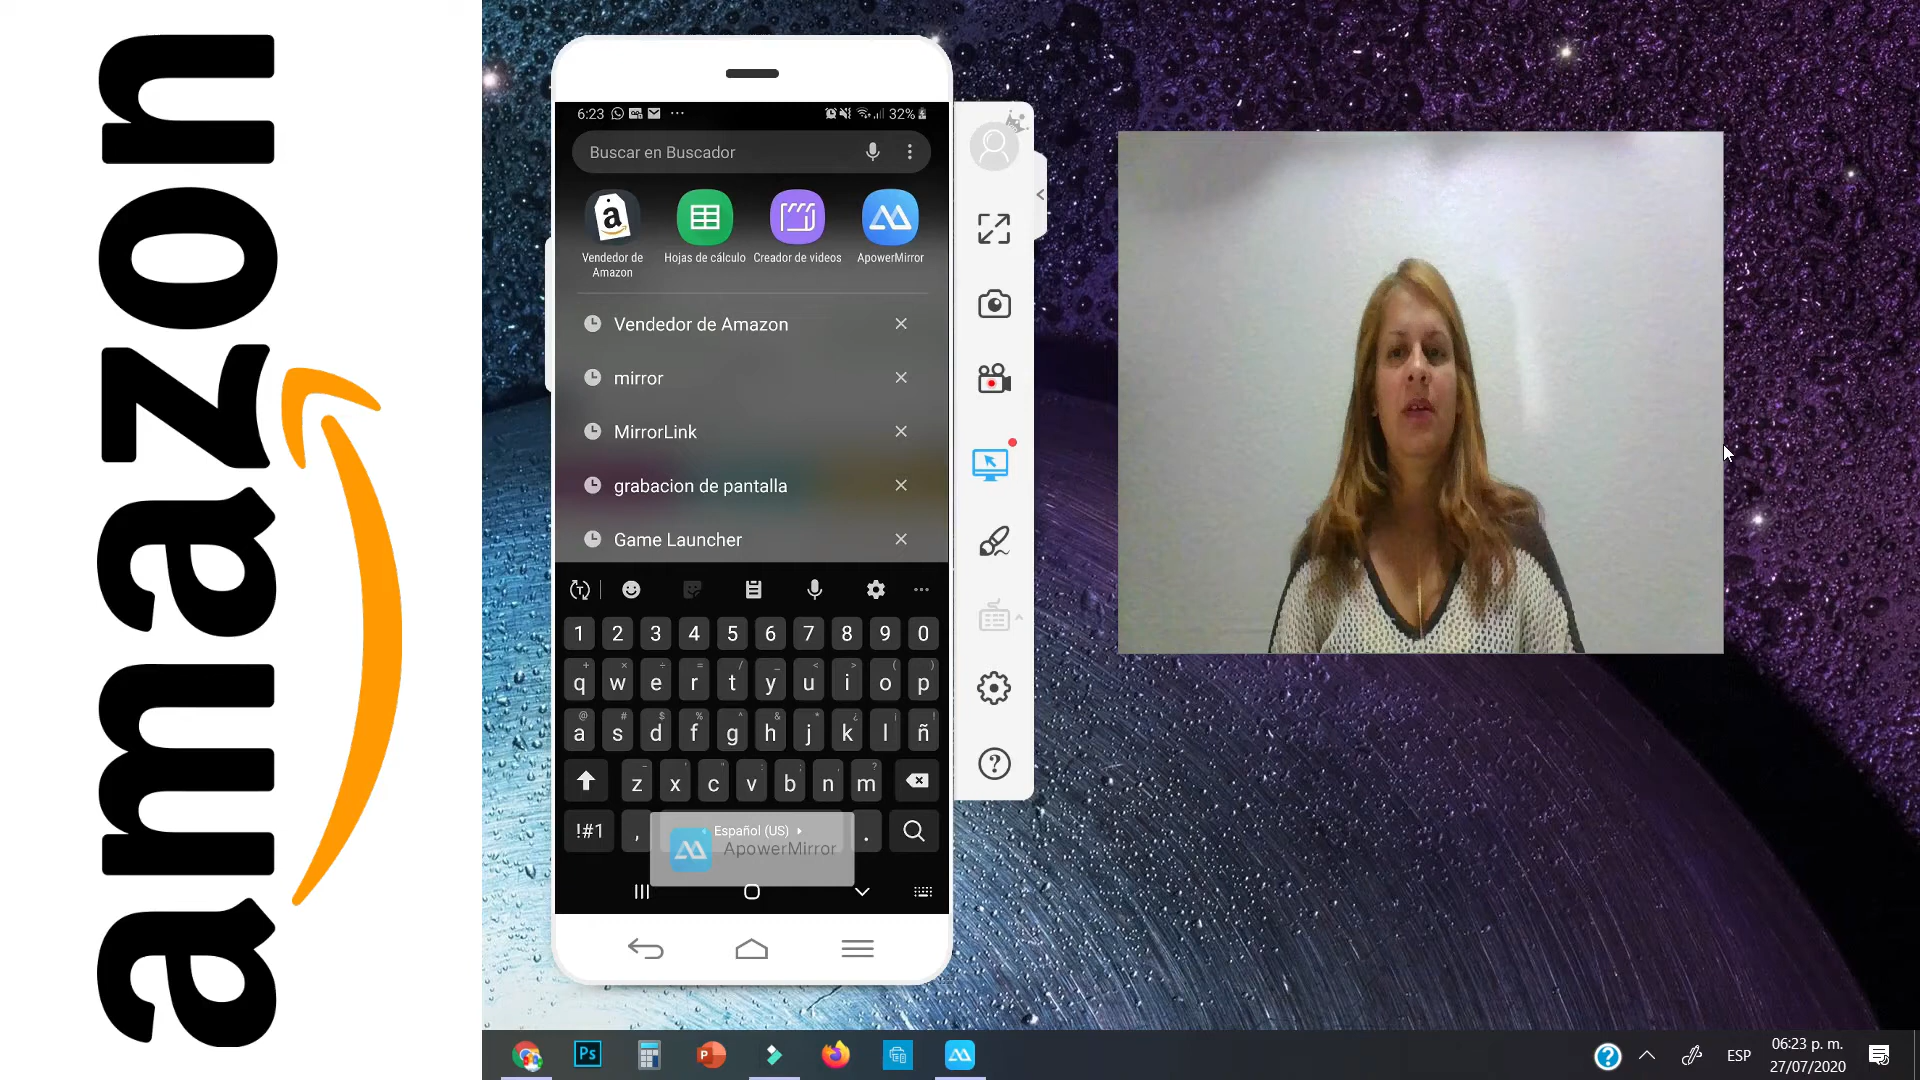 amazon
6:23
32%
Buscar en Buscador
Vendedor de
Amazon
Hojas de cálculo
Creador de videos
ApowerMirror
Vendedor de Amazon
mirror
MirrorLink
grabacion de pantalla
Game Launcher
1 2 3 4 5 6 7 8 9 0
q w e r t y u i o p
a s d f g h j k l ñ
z x c v b n m
!#1 , Español (US) .
ApowerMirror
Ps
P
ESP
06:23 p. m.
27/07/2020